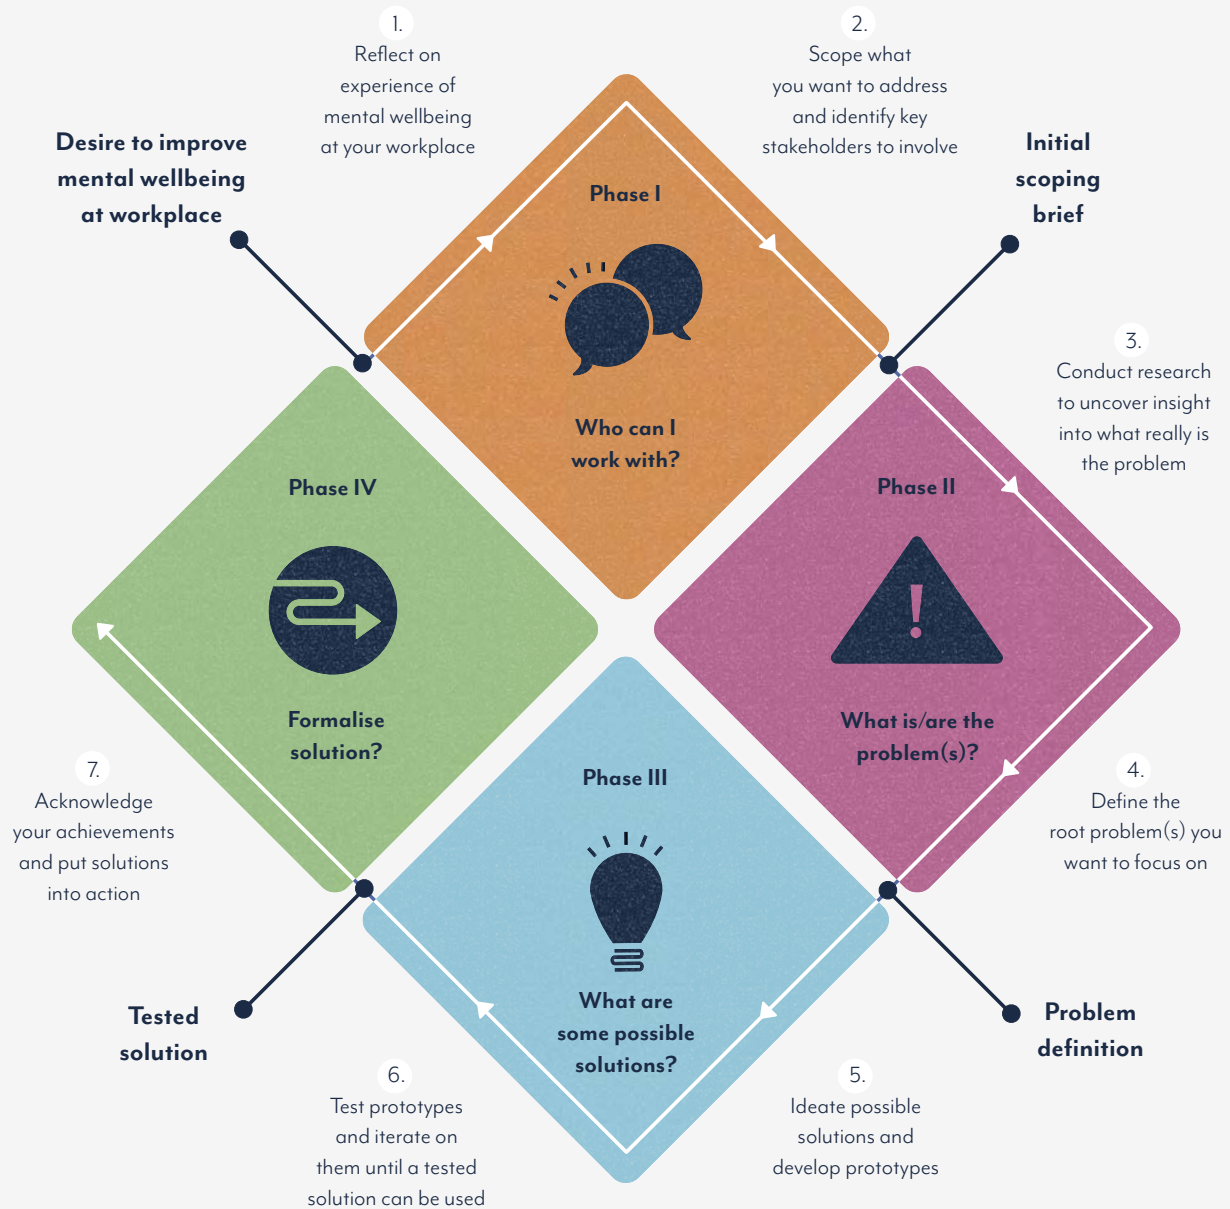 1.
Reflect on
experience of
mental wellbeing
at your workplace
2.
Scope what
you want to address
and identify key
stakeholders to involve
Desire to improve
mental wellbeing
at workplace
Initial
scoping
brief
Phase I
Who can I
work with?
3.
Conduct research
to uncover insight
into what really is
the problem
Phase II
What is/are the
problem(s)?
4.
Define the
root problem(s) you
want to focus on
Problem
definition
Phase III
What are
some possible
solutions?
5.
Ideate possible
solutions and
develop prototypes
6.
Test prototypes
and iterate on
them until a tested
solution can be used
Tested
solution
Phase IV
Formalise
solution?
7.
Acknowledge
your achievements
and put solutions
into action